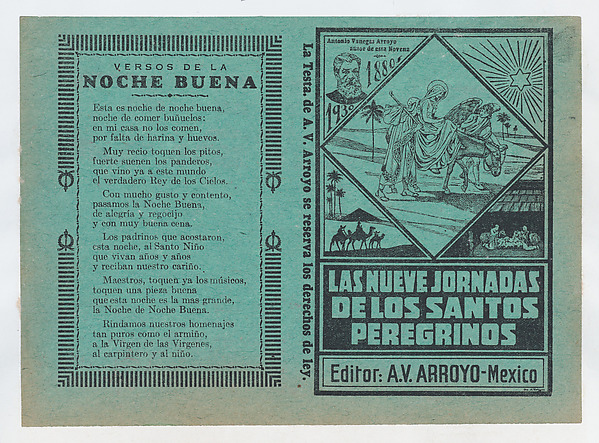 VERSOS DE LA
NOCHE BUENA
Esta es noche de noche buena,
noche de comer buñuelos:
en mi casa no los comen,
por falta de harina y huevos.
Muy recio toquen los pitos,
fuerte suenen los panderos,
que vino ya a este mundo
el verdadero Rey de los Ciélos.
Con mucho gusto y contento,
pasamos la Noche Buena,
de alegría y regocijo
y con muy buena cena.
Los padrinos que acostaron,
esta noche, al Santo Niño
que vivan años y años
y reciban nuestro cariño.
Maestros, toquen ya los músicos,
toquen una pieza buena
que esta noche es la mas grande,
la Noche de Noche Buena.
Rindamos nuestros homenajes
tan puros como el armiño,
a la Virgen de las Vírgenes,
al carpintero y al niño.
La Testa. de A. V. Arroyo se reserva los derechos de ley.
Antonio Vanegas Arroyo
autor de esta Novena
1880
1938
LAS NUEVE JORNADAS
DE LOS SANTOS
PEREGRINOS
Editor: A.V. ARROYO-Mexico